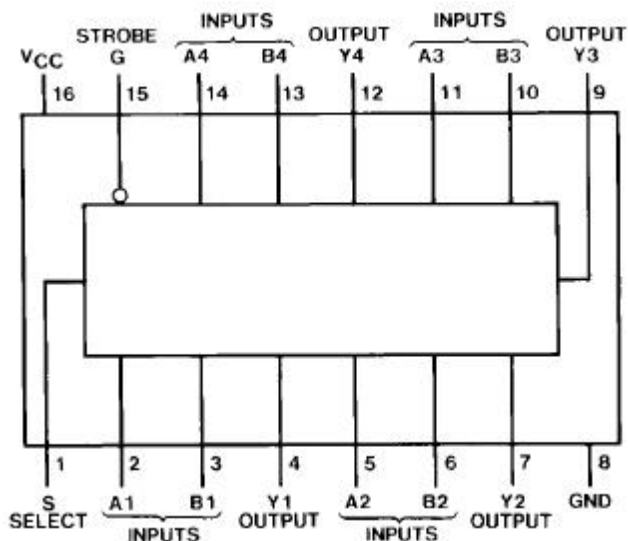 INPUTS INPUTS
STROBE OUTPUT OUTPUT
VCC G A4 B4 Y4 A3 B3 Y3
16 15 14 13 12 11 10 9
1 2 3 4 5 6 7 8
S A1 B1 Y1 A2 B2 Y2 GND
SELECT INPUTS OUTPUT INPUTS OUTPUT